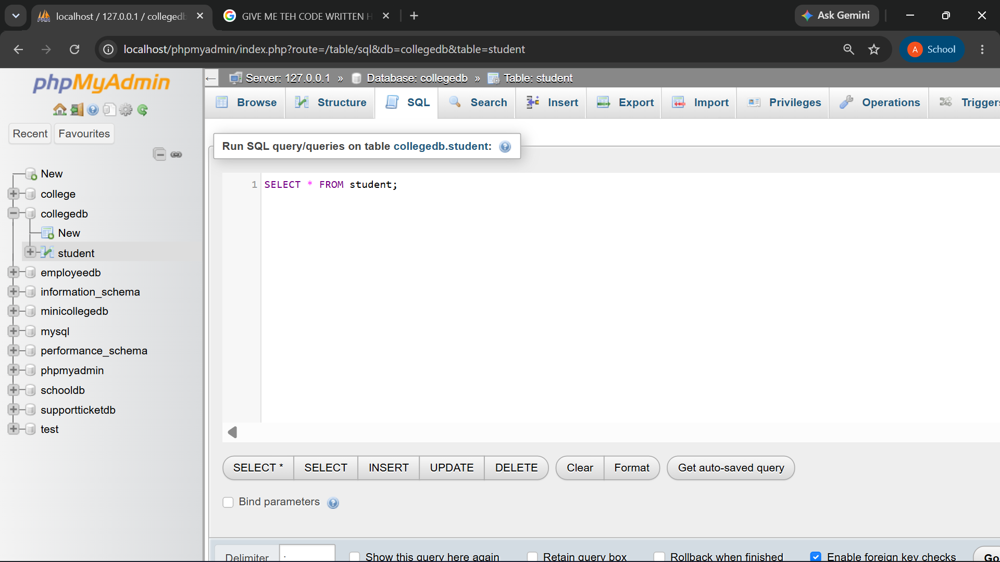 localhost / 127.0.0.1 / collegedb
GIVE ME TEH CODE WRITTEN H
Ask Gemini
localhost/phpmyadmin/index.php?route=/table/sql&db=collegedb&table=student
A School
phpMyAdmin
Recent Favourites
New
college
collegedb
New
student
employeedb
information_schema
minicollegedb
mysql
performance_schema
phpmyadmin
schooldb
supportticketdb
test
Server: 127.0.0.1 » Database: collegedb » Table: student
Browse Structure SQL Search Insert Export Import Privileges Operations Triggers
Run SQL query/queries on table collegedb.student:
1 SELECT * FROM student;
SELECT * SELECT INSERT UPDATE DELETE Clear Format Get auto-saved query
Bind parameters
Delimiter ; Show this query here again Retain query box Rollback when finished Enable foreign key checks Go